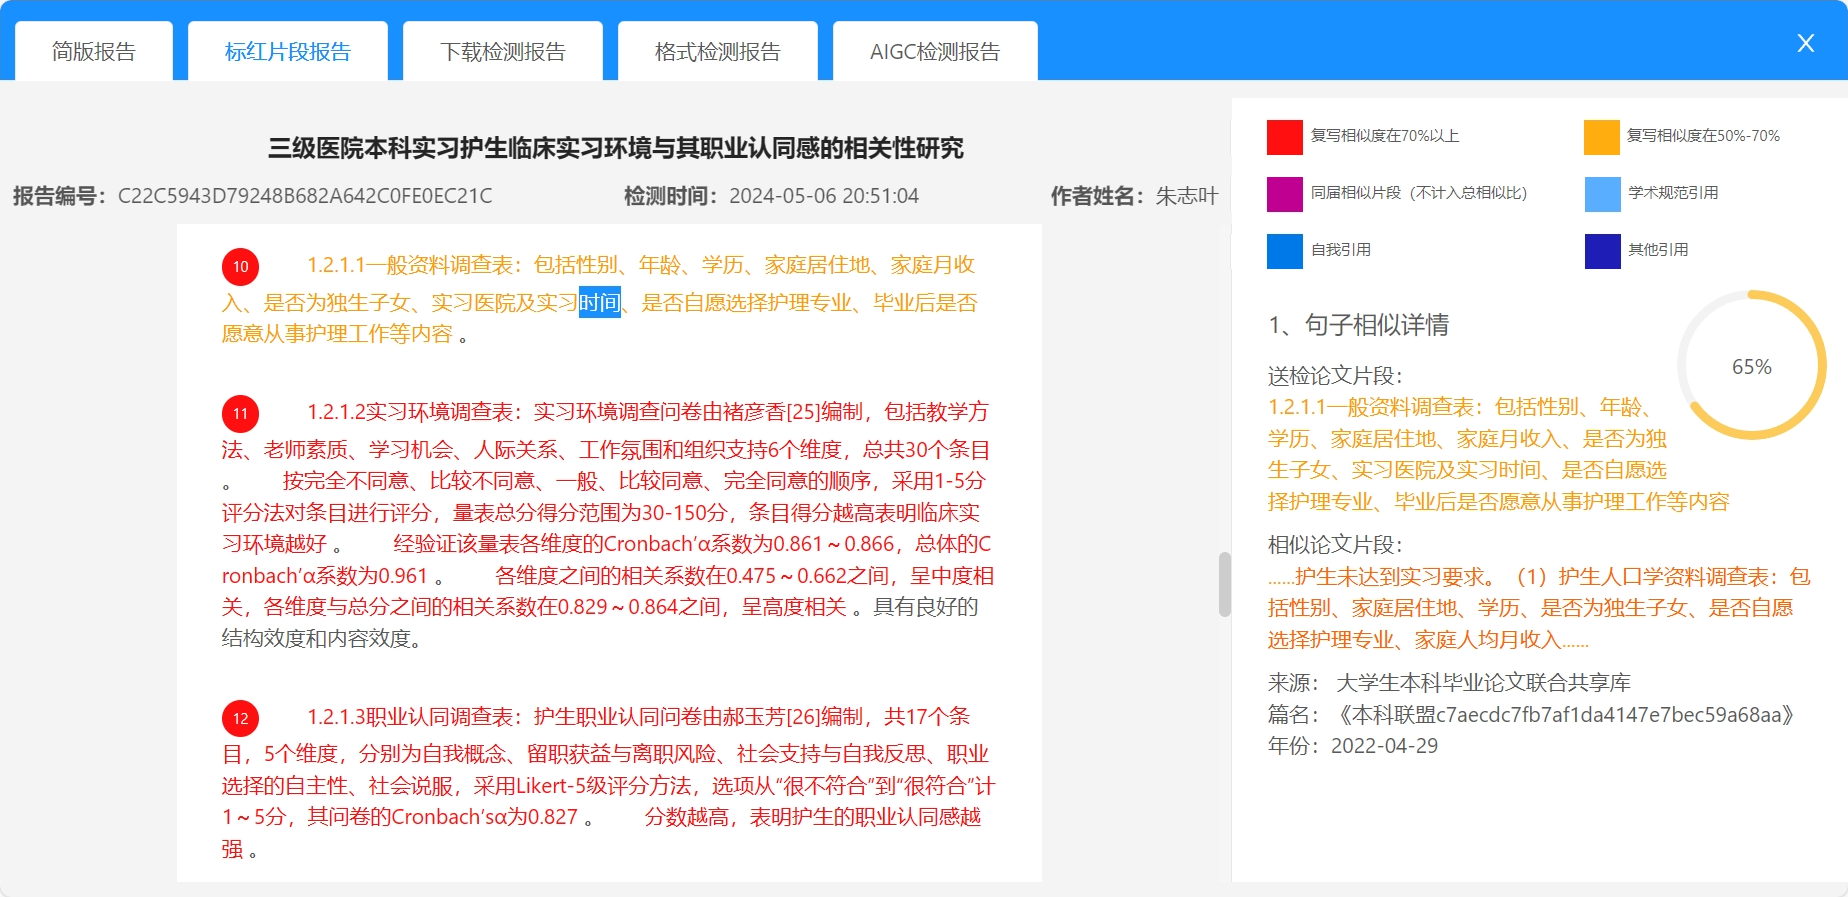 简版报告
标红片段报告
下载检测报告
格式检测报告
AIGC检测报告
X
三级医院本科实习护生临床实习环境与其职业认同感的相关性研究
报告编号：C22C5943D79248B682A642C0FE0EC21C
检测时间：2024-05-06 20:51:04
作者姓名：朱志叶
10
1.2.1.1一般资料调查表：包括性别、年龄、学历、家庭居住地、家庭月收
入、是否为独生子女、实习医院及实习时间、是否自愿选择护理专业、毕业后是否
愿意从事护理工作等内容 。
11
1.2.1.2实习环境调查表：实习环境调查问卷由褚彦香[25]编制，包括教学方
法、老师素质、学习机会、人际关系、工作氛围和组织支持6个维度，总共30个条目
。 按完全不同意、比较不同意、一般、比较同意、完全同意的顺序，采用1-5分
评分法对条目进行评分，量表总分得分范围为30-150分，条目得分越高表明临床实
习环境越好 。 经验证该量表各维度的Cronbach’α系数为0.861～0.866，总体的C
ronbach’α系数为0.961 。 各维度之间的相关系数在0.475～0.662之间，呈中度相
关，各维度与总分之间的相关系数在0.829～0.864之间，呈高度相关 。具有良好的
结构效度和内容效度。
12
1.2.1.3职业认同调查表：护生职业认同问卷由郝玉芳[26]编制，共17个条
目，5个维度，分别为自我概念、留职获益与离职风险、社会支持与自我反思、职业
选择的自主性、社会说服，采用Likert-5级评分方法，选项从“很不符合”到“很符合”计
1～5分，其问卷的Cronbach’sα为0.827 。 分数越高，表明护生的职业认同感越
强 。
复写相似度在70%以上
复写相似度在50%-70%
同届相似片段（不计入总相似比）
学术规范引用
自我引用
其他引用
1、句子相似详情
65%
送检论文片段：
1.2.1.1一般资料调查表：包括性别、年龄、
学历、家庭居住地、家庭月收入、是否为独
生子女、实习医院及实习时间、是否自愿选
择护理专业、毕业后是否愿意从事护理工作等内容
相似论文片段：
......护生未达到实习要求。（1）护生人口学资料调查表：包
括性别、家庭居住地、学历、是否为独生子女、是否自愿
选择护理专业、家庭人均月收入......
来源： 大学生本科毕业论文联合共享库
篇名：《本科联盟c7aecdc7fb7af1da4147e7bec59a68aa》
年份：2022-04-29